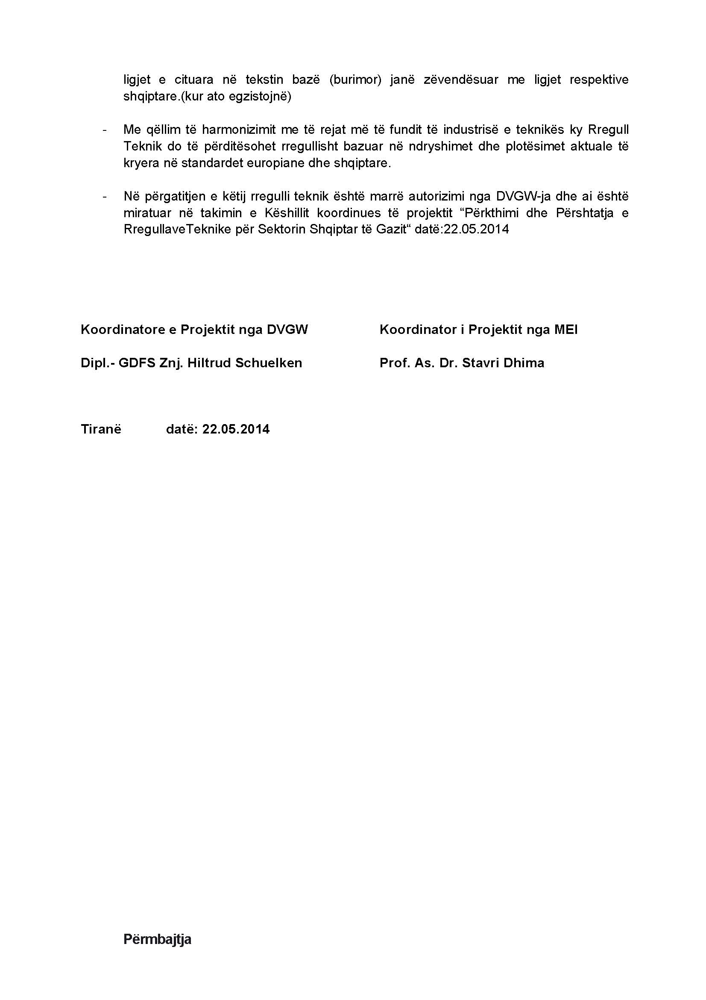 ligjet e cituara në tekstin bazë (burimor) janë zëvendësuar me ligjet respektive
shqiptare.(kur ato egzistojnë)
- Me qëllim të harmonizimit me të rejat më të fundit të industrisë e teknikës ky Rregull
Teknik do të përditësohet rregullisht bazuar në ndryshimet dhe plotësimet aktuale të
kryera në standardet europiane dhe shqiptare.
- Në përgatitjen e këtij rregulli teknik është marrë autorizimi nga DVGW-ja dhe ai është
miratuar në takimin e Këshillit koordinues të projektit “Përkthimi dhe Përshtatja e
RregullaveTeknike për Sektorin Shqiptar të Gazit“ datë:22.05.2014
Koordinatore e Projektit nga DVGW Koordinator i Projektit nga MEI
Dipl.- GDFS Znj. Hiltrud Schuelken Prof. As. Dr. Stavri Dhima
Tiranë datë: 22.05.2014
Përmbajtja